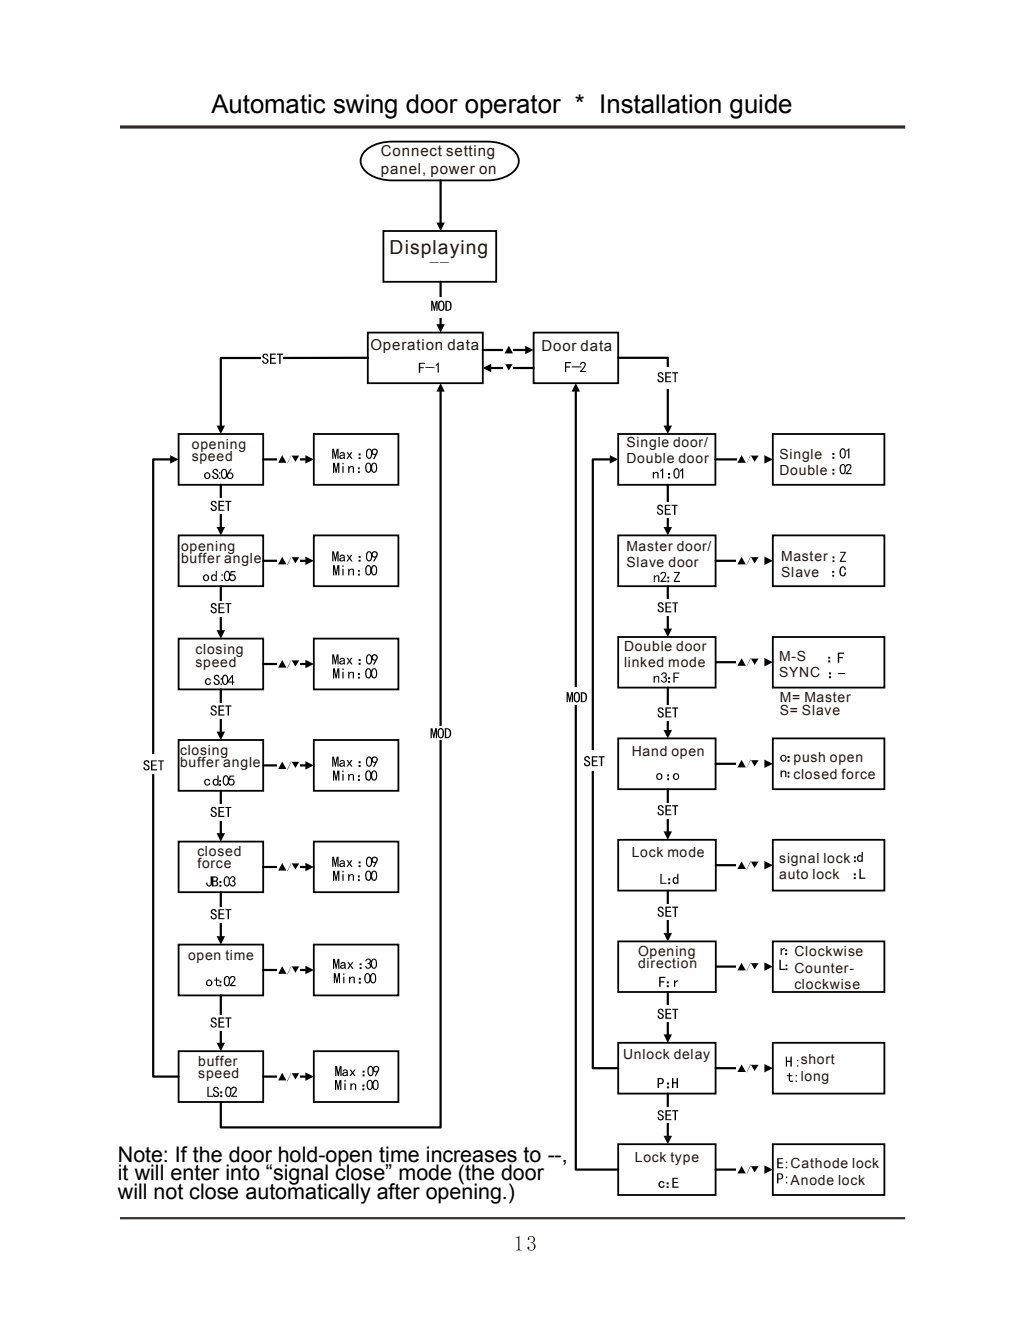 Automatic swing door operator * Installation guide
Connect setting
panel, power on
Displaying
——
MOD
Operation data
F—1
▲
▼
Door data
F—2
SET
opening
speed
oS:06
▲/▼
Max : 09
Min : 00
SET
opening
buffer angle
od :05
▲/▼
Max : 09
Min : 00
SET
closing
speed
cS:04
▲/▼
Max : 09
Min : 00
SET
closing
buffer angle
cd:05
▲/▼
Max : 09
Min : 00
SET
closed
force
JB:03
▲/▼
Max : 09
Min : 00
SET
open time
ot:02
▲/▼
Max :30
Min:00
SET
buffer
speed
LS:02
▲/▼
Max :09
Min :00
SET
MOD
SET
Single door/
Double door
n1:01
▲/▼
Single : 01
Double : 02
SET
Master door/
Slave door
n2: Z
▲/▼
Master : Z
Slave : C
SET
Double door
linked mode
n3:F
▲/▼
M-S : F
SYNC : –
M= Master
S= Slave
SET
Hand open
o:o
▲/▼
o: push open
n: closed force
SET
Lock mode
L:d
▲/▼
signal lock:d
auto lock :L
SET
Opening
direction
F:r
▲/▼
r: Clockwise
L: Counter-
clockwise
SET
Unlock delay
P:H
▲/▼
H:short
t:long
SET
Lock type
c:E
▲/▼
E:Cathode lock
P:Anode lock
MOD
SET
Note: If the door hold-open time increases to --,
it will enter into “signal close” mode (the door
will not close automatically after opening.)
13